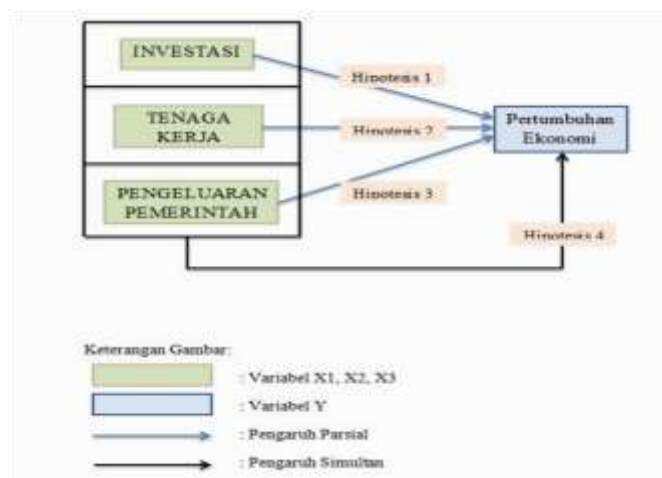 INVESTASI
Hipotesis 1
TENAGA
KERJA
Hipotesis 2
Pertumbuhan
Ekonomi
PENGELUARAN
PEMERINTAH
Hipotesis 3
Hipotesis 4
Keterangan Gambar:
: Variabel X1, X2, X3
: Variabel Y
: Pengaruh Parsial
: Pengaruh Simultan